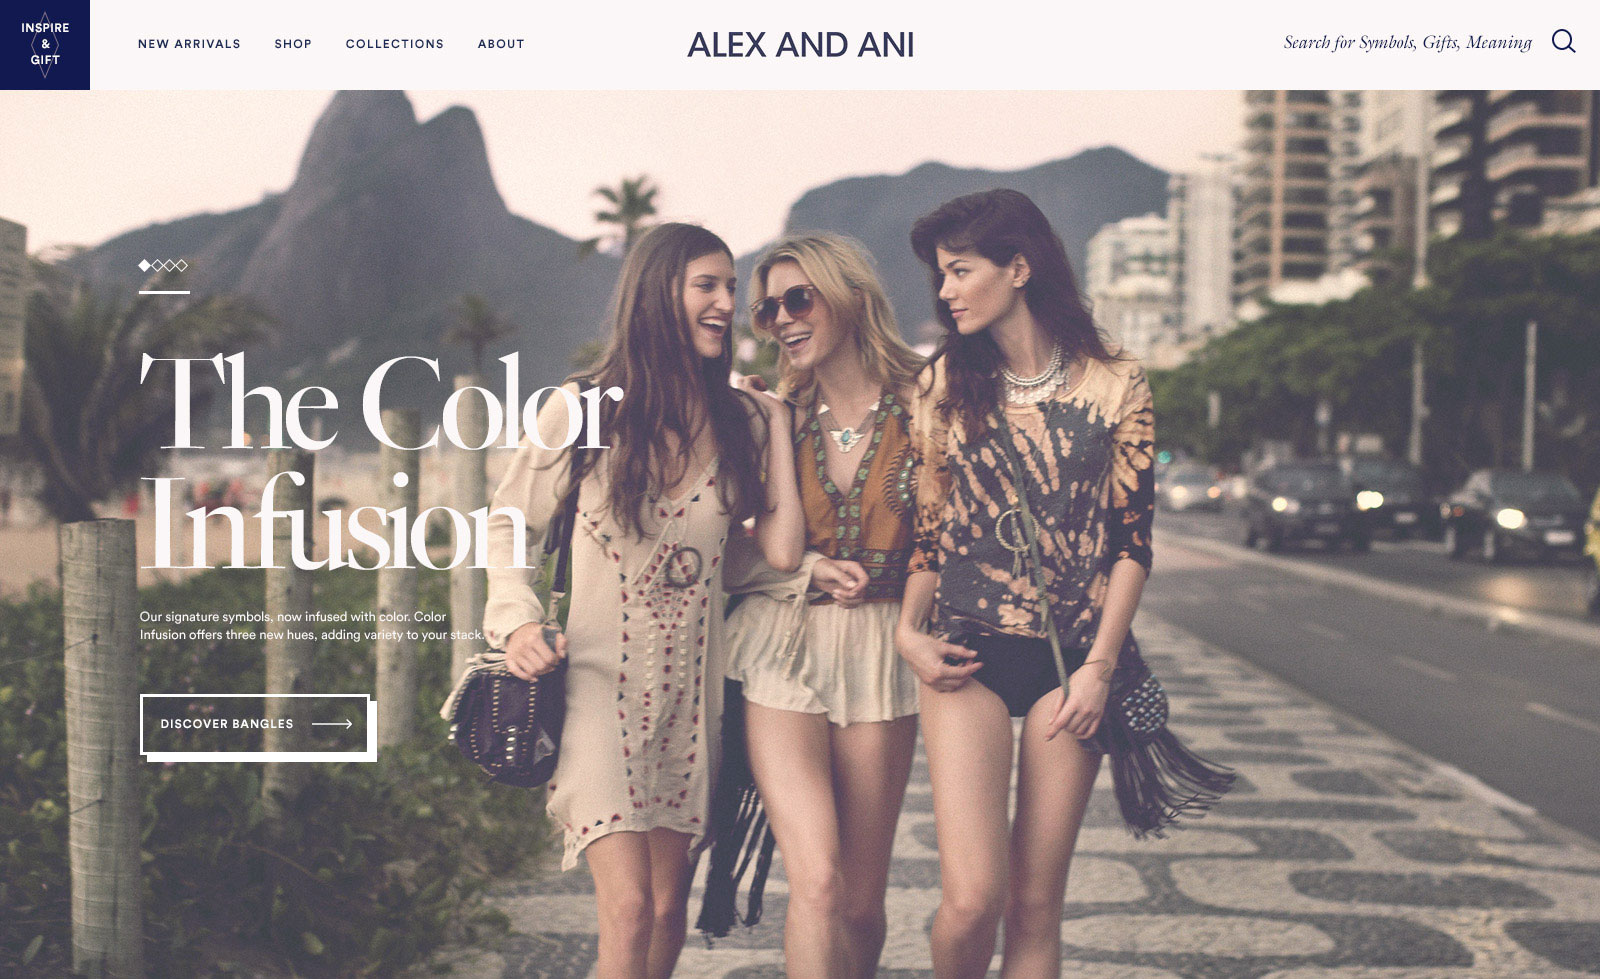 INSPIRE
&
GIFT
NEW ARRIVALS SHOP COLLECTIONS ABOUT
ALEX AND ANI
Search for Symbols, Gifts, Meaning
The Color
Infusion
Our signature symbols, now infused with color. Color
Infusion offers three new hues, adding variety to your stack.
DISCOVER BANGLES